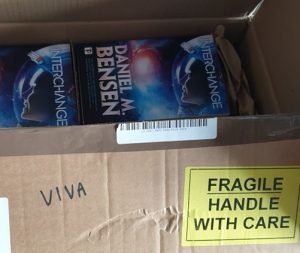 INTERCHANGE
DANIEL M.
BENSEN
INTERCHANGE
VIVA
FRAGILE
HANDLE
WITH CARE